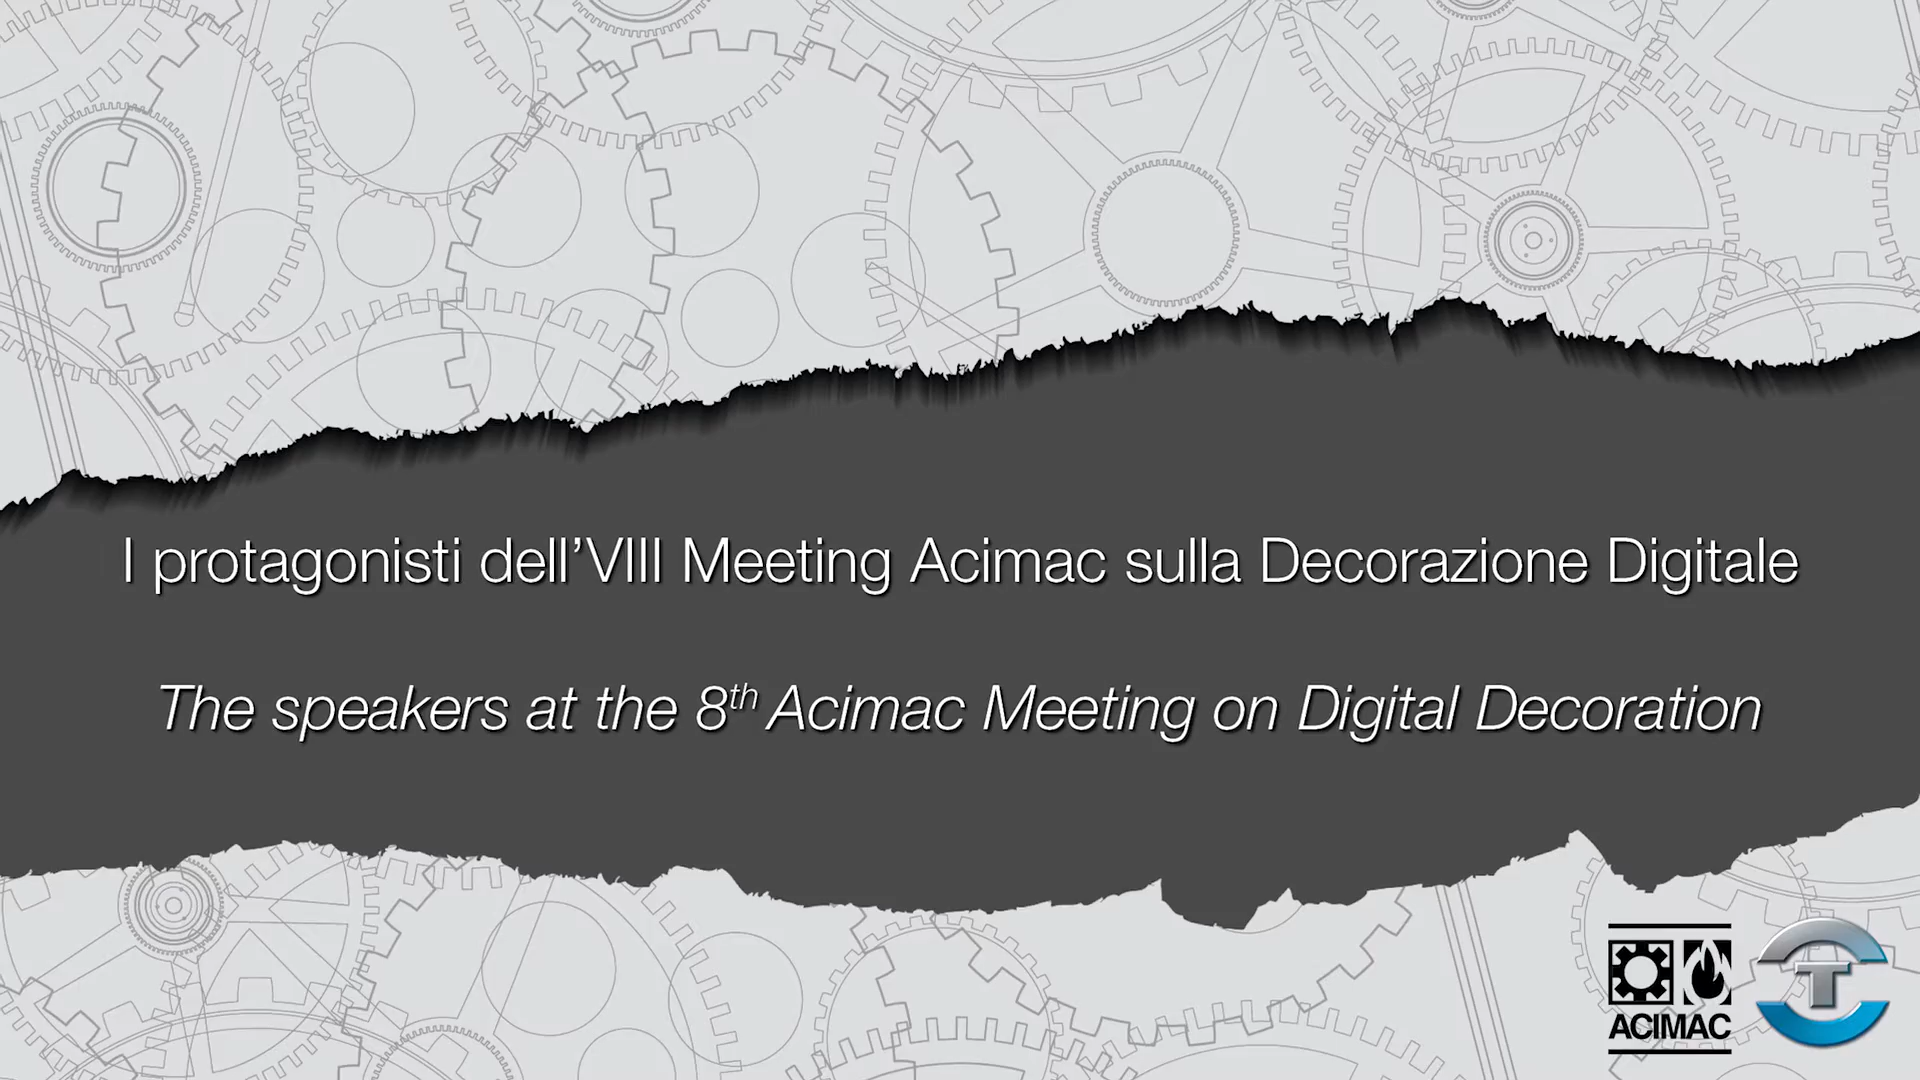 I protagonisti dell’VIII Meeting Acimac sulla Decorazione Digitale
The speakers at the 8th Acimac Meeting on Digital Decoration
ACIMAC
T